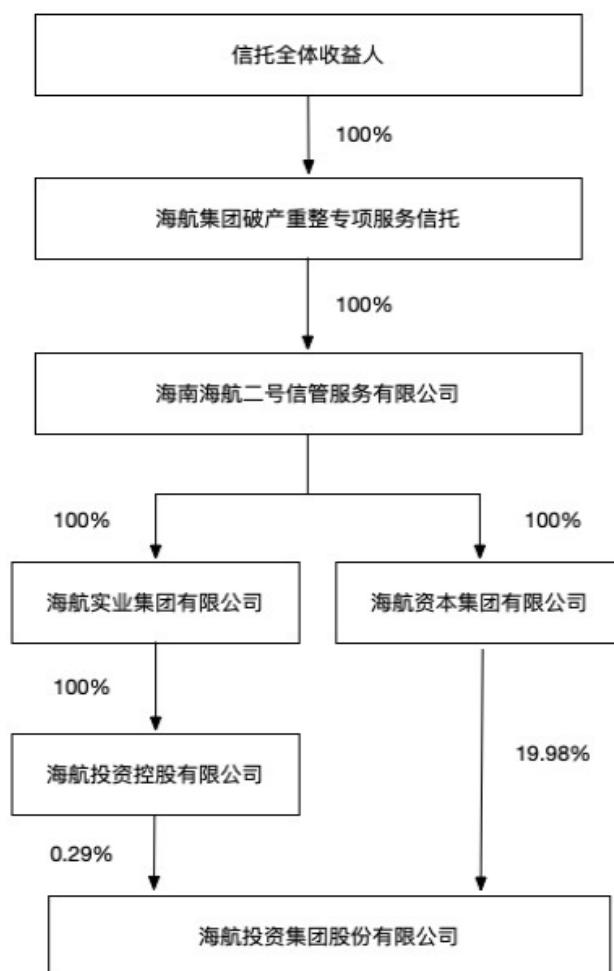 信托全体收益人
100%
海航集团破产重整专项服务信托
100%
海南海航二号信管服务有限公司
100%
100%
海航实业集团有限公司
海航资本集团有限公司
100%
海航投资控股有限公司
19.98%
0.29%
海航投资集团股份有限公司